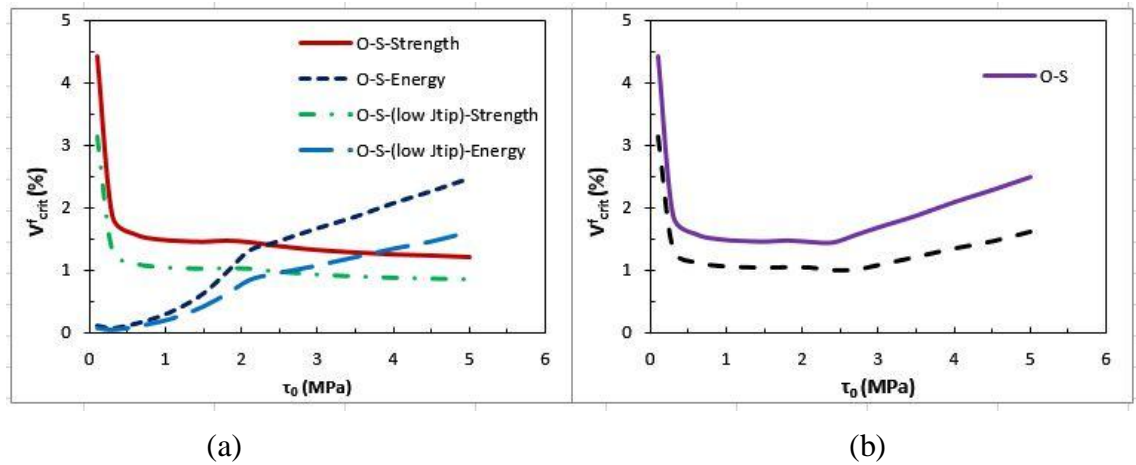 5
4
3
2
1
0
V^f_crit (%)
O-S-Strength
O-S-Energy
O-S-(low Jtip)-Strength
O-S-(low Jtip)-Energy
0 1 2 3 4 5 6
τ₀ (MPa)
(a)
5
4
3
2
1
0
V^f_crit (%)
O-S
0 1 2 3 4 5 6
τ₀ (MPa)
(b)